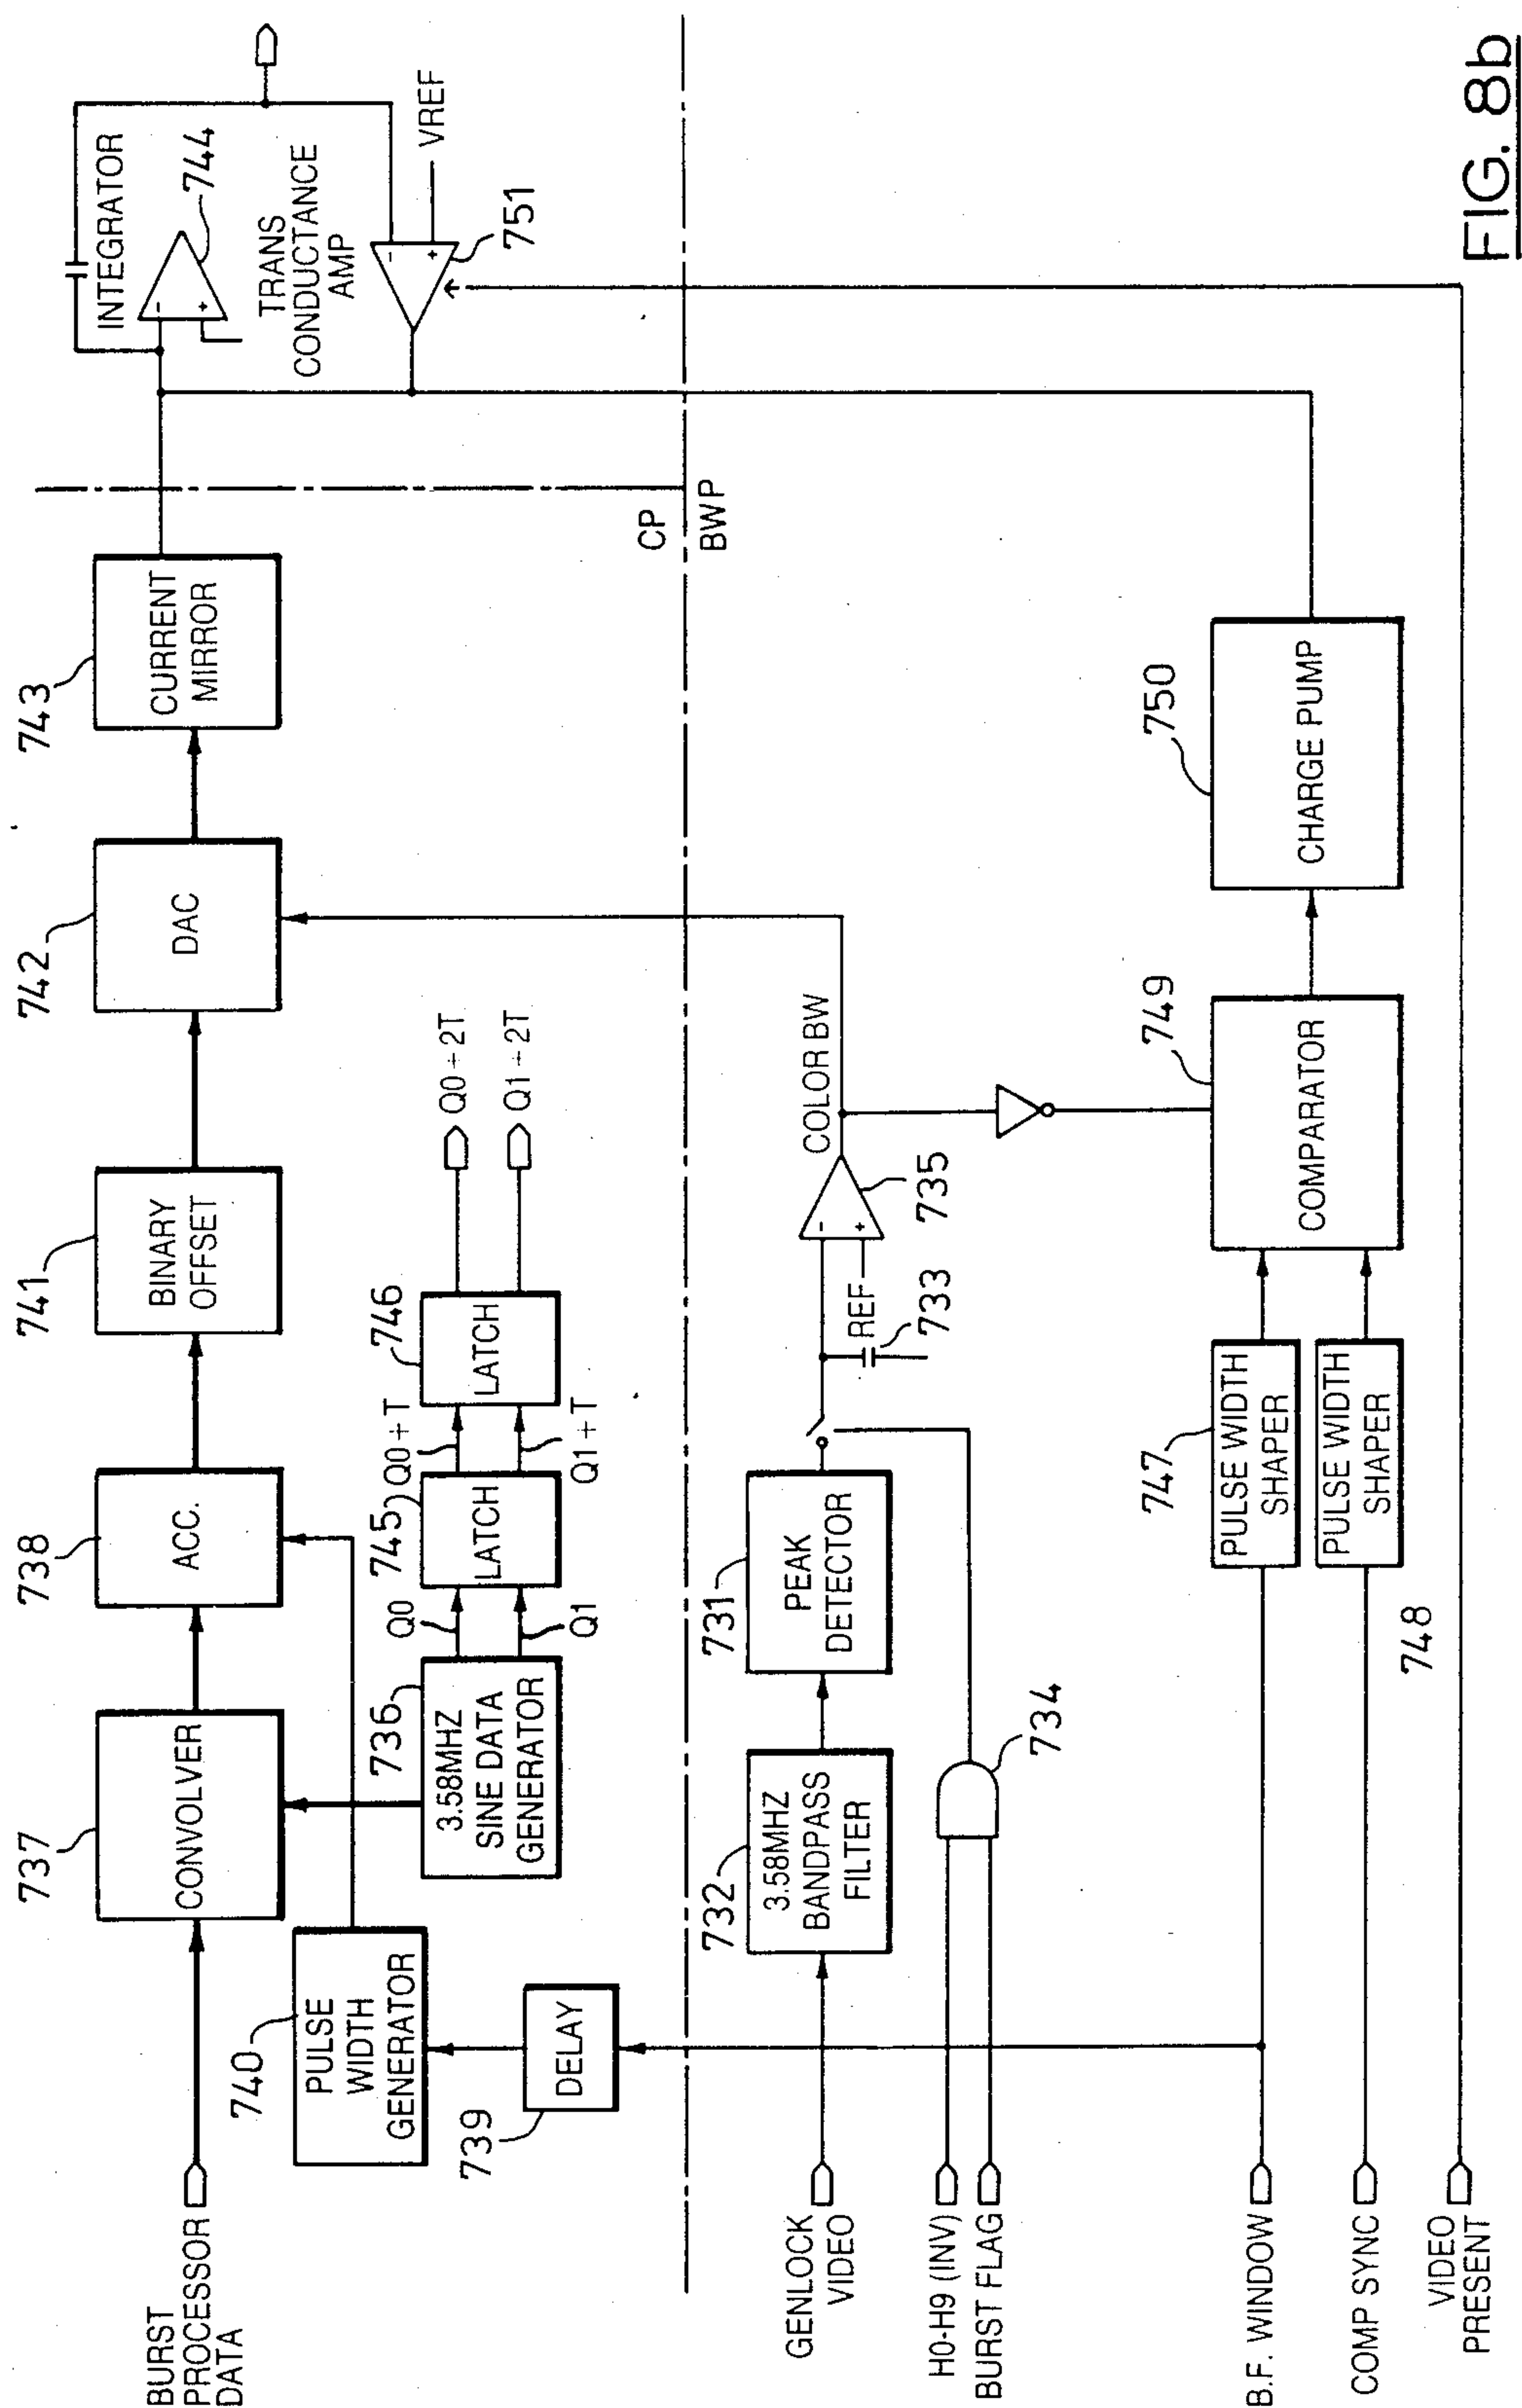 BURST
PROCESSOR
DATA
737
CONVOLVER
738
ACC.
741
BINARY
OFFSET
742
DAC
743
CURRENT
MIRROR
INTEGRATOR
-
+
744
TRANS
CONDUCTANCE
AMP
-
+
VREF
751
740
PULSE
WIDTH
GENERATOR
739
DELAY
736
3.58MHZ
SINE DATA
GENERATOR
Q0
Q1
745
LATCH
Q0+T
Q1+T
746
LATCH
Q0+2T
Q1+2T
CP
BWP
GENLOCK
VIDEO
732
3.58MHZ
BANDPASS
FILTER
731
PEAK
DETECTOR
733
REF
-
+
735
COLOR BW
H0-H9 (INV)
BURST FLAG
734
B.F. WINDOW
747
PULSE WIDTH
SHAPER
COMP SYNC
748
PULSE WIDTH
SHAPER
749
COMPARATOR
750
CHARGE PUMP
VIDEO
PRESENT
FIG. 8b